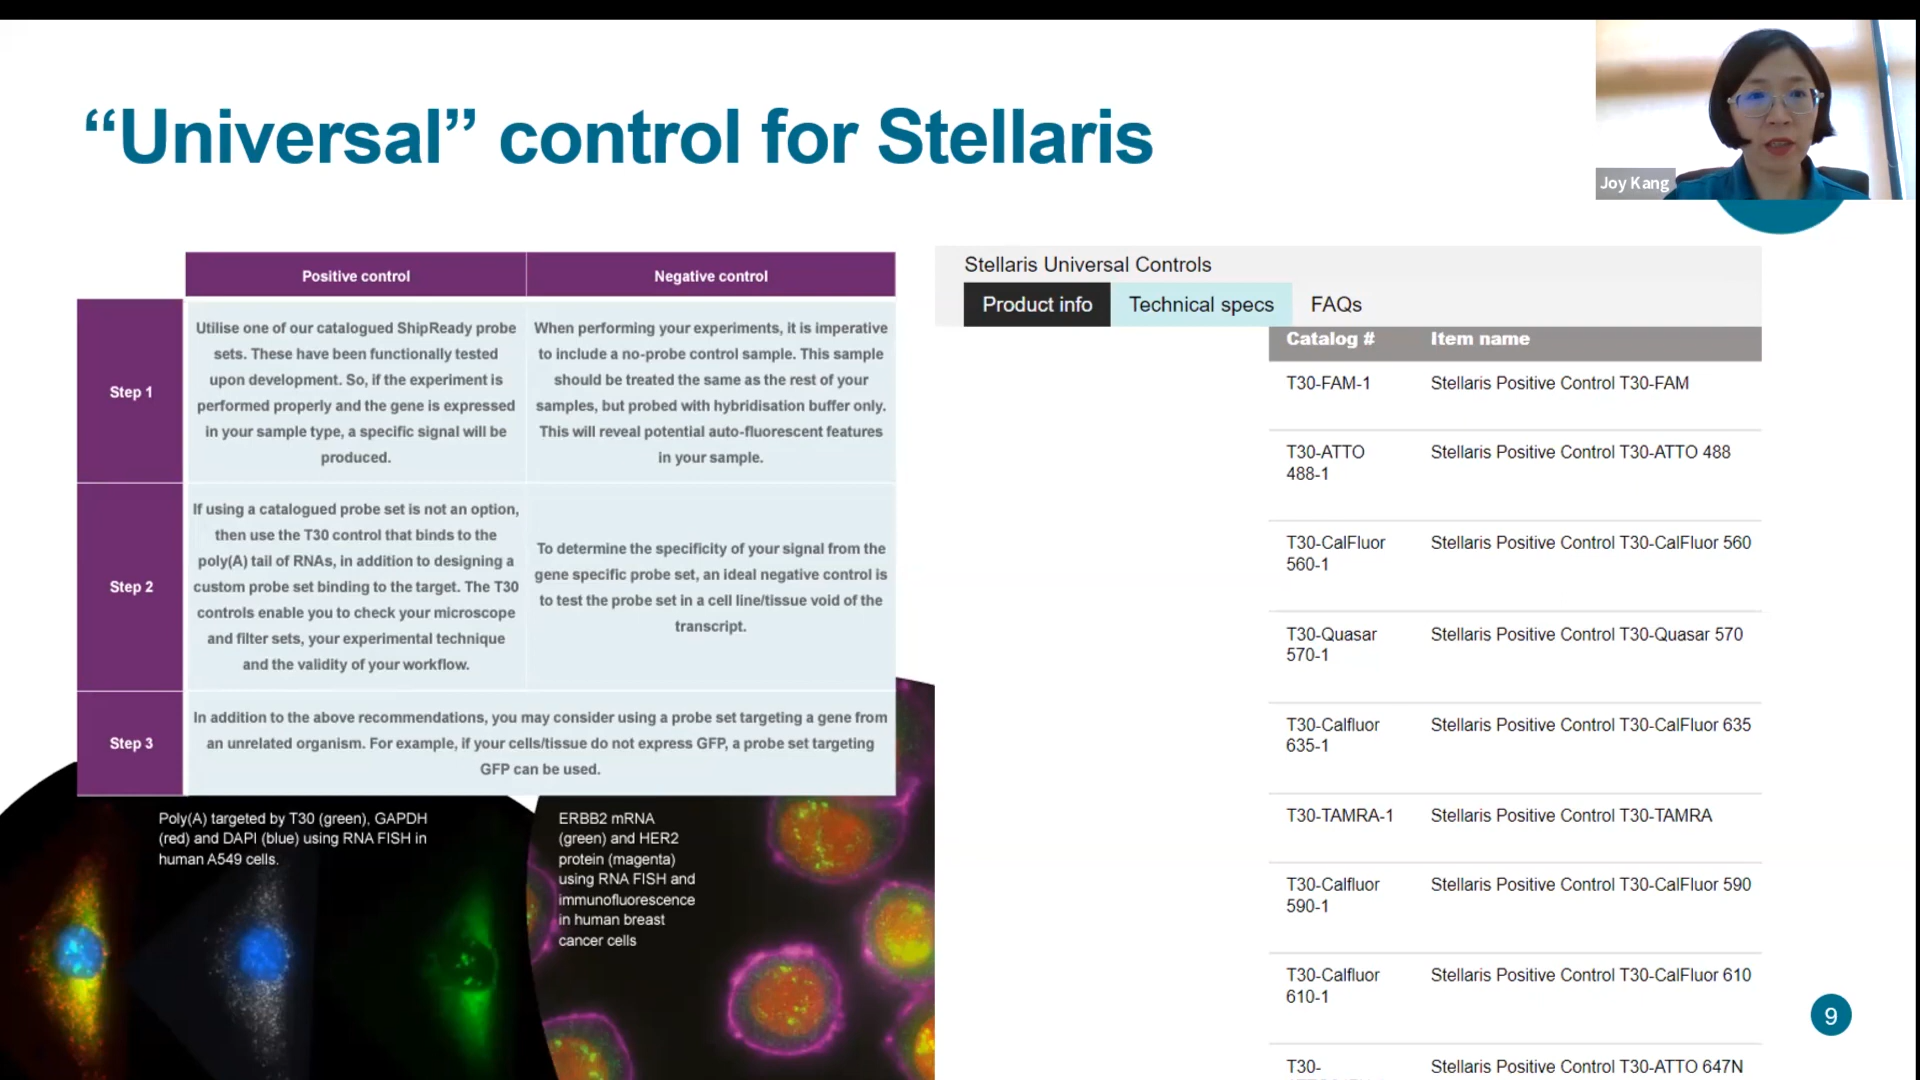 “Universal” control for Stellaris
Joy Kang
Positive control
Negative control
Step 1
Utilise one of our catalogued ShipReady probe
sets. These have been functionally tested
upon development. So, if the experiment is
performed properly and the gene is expressed
in your sample type, a specific signal will be
produced.
When performing your experiments, it is imperative
to include a no-probe control sample. This sample
should be treated the same as the rest of your
samples, but probed with hybridisation buffer only.
This will reveal potential auto-fluorescent features
in your sample.
Step 2
If using a catalogued probe set is not an option,
then use the T30 control that binds to the
poly(A) tail of RNAs, in addition to designing a
custom probe set binding to the target. The T30
controls enable you to check your microscope
and filter sets, your experimental technique
and the validity of your workflow.
To determine the specificity of your signal from the
gene specific probe set, an ideal negative control is
to test the probe set in a cell line/tissue void of the
transcript.
Step 3
In addition to the above recommendations, you may consider using a probe set targeting a gene from
an unrelated organism. For example, if your cells/tissue do not express GFP, a probe set targeting
GFP can be used.
Poly(A) targeted by T30 (green), GAPDH
(red) and DAPI (blue) using RNA FISH in
human A549 cells.
ERBB2 mRNA
(green) and HER2
protein (magenta)
using RNA FISH and
immunofluorescence
in human breast
cancer cells
Stellaris Universal Controls
Product info
Technical specs
FAQs
Catalog #
Item name
T30-FAM-1
Stellaris Positive Control T30-FAM
T30-ATTO
488-1
Stellaris Positive Control T30-ATTO 488
T30-CalFluor
560-1
Stellaris Positive Control T30-CalFluor 560
T30-Quasar
570-1
Stellaris Positive Control T30-Quasar 570
T30-Calfluor
635-1
Stellaris Positive Control T30-CalFluor 635
T30-TAMRA-1
Stellaris Positive Control T30-TAMRA
T30-Calfluor
590-1
Stellaris Positive Control T30-CalFluor 590
T30-Calfluor
610-1
Stellaris Positive Control T30-CalFluor 610
T30-
Stellaris Positive Control T30-ATTO 647N
9